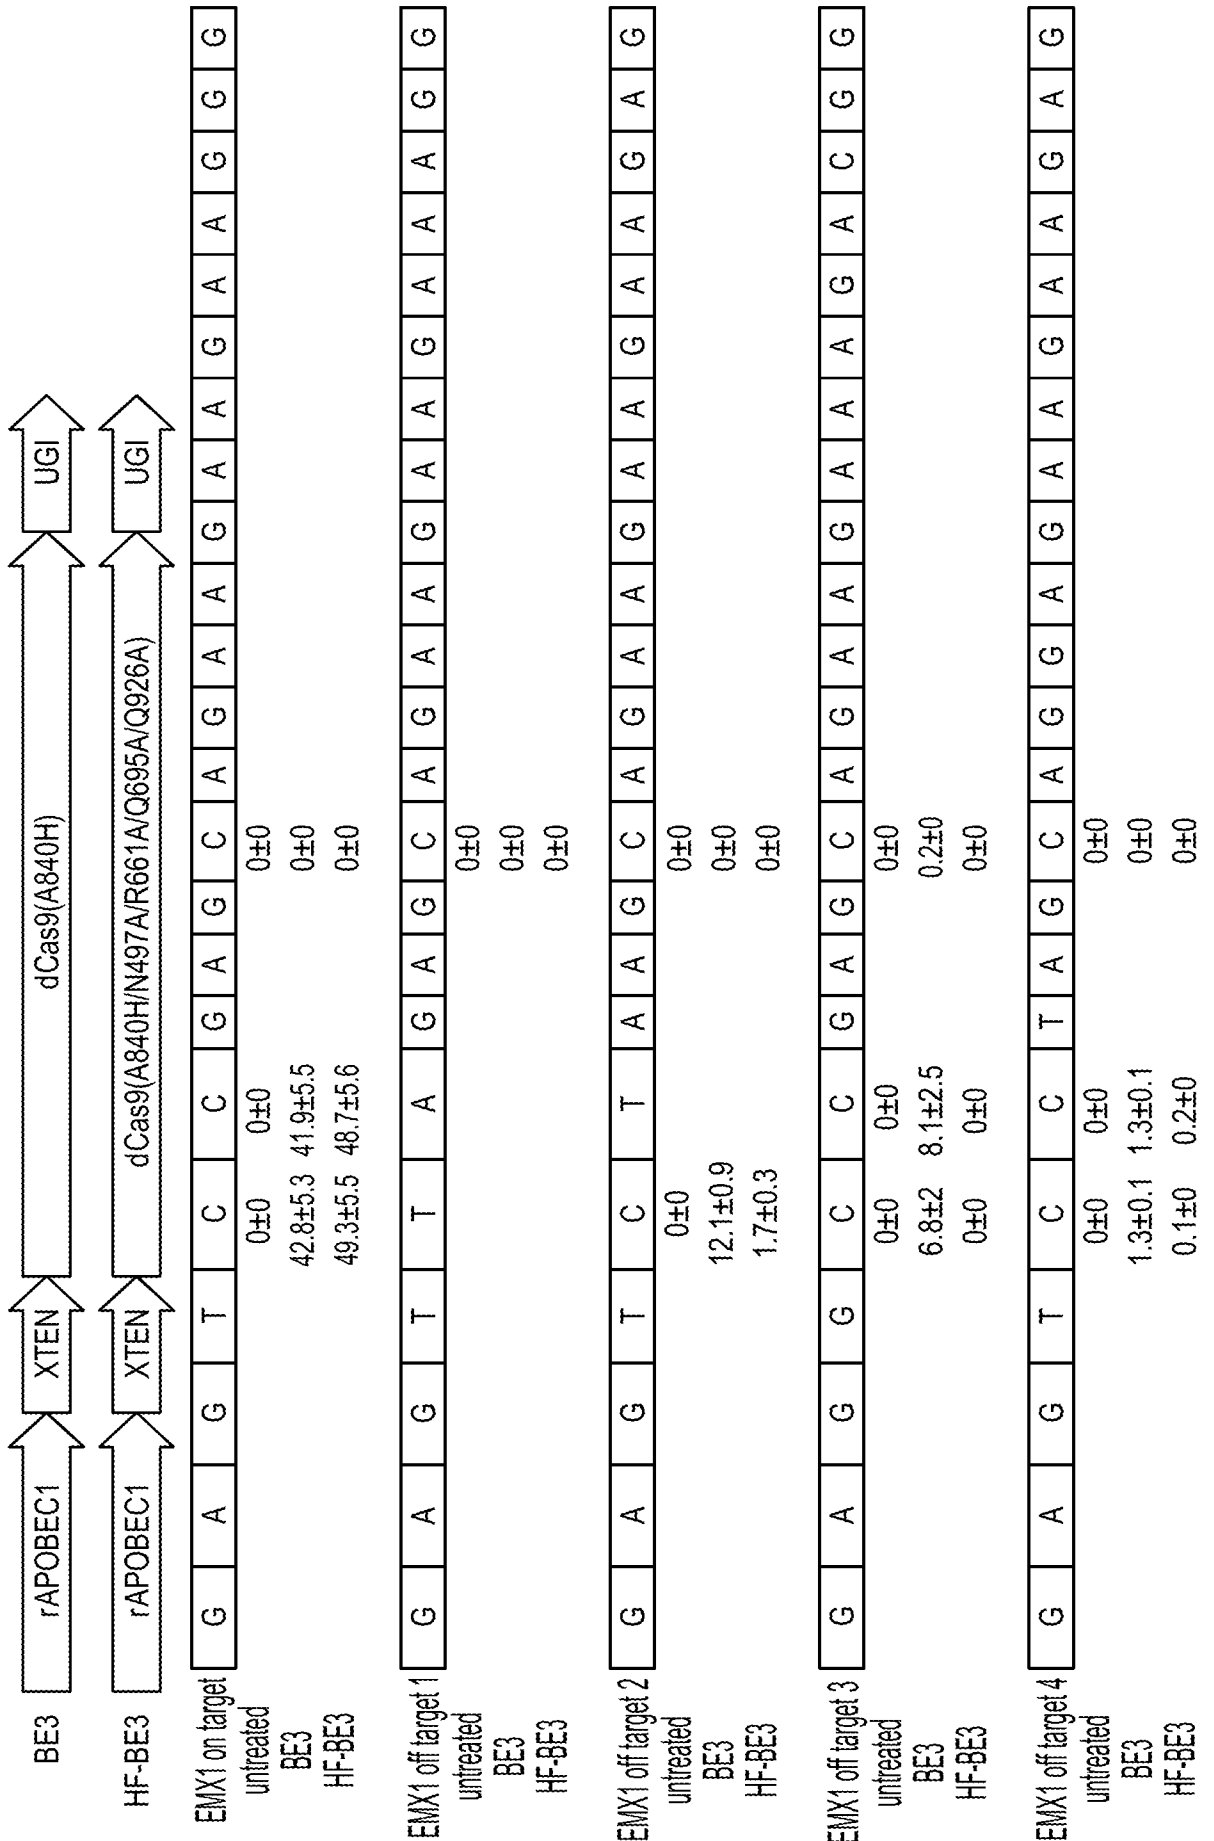 BE3 rAPOBEC1 XTEN dCas9(A840H) UGI
HF-BE3 rAPOBEC1 XTEN dCas9(A840H/N497A/R661A/Q695A/Q926A) UGI
EMX1 on target G A G T C C G A G C A G A A G A A G A A G G G
untreated 0±0 0±0 0±0
BE3 42.8±5.3 41.9±5.5 0±0
HF-BE3 49.3±5.5 48.7±5.6 0±0
EMX1 off target 1 G A G T T A G A G C A G A A G A A G A A A G G
untreated 0±0
BE3 0±0
HF-BE3 0±0
EMX1 off target 2 G A G T C T A A G C A G A A G A A G A A G A G
untreated 0±0 0±0
BE3 12.1±0.9 0±0
HF-BE3 1.7±0.3 0±0
EMX1 off target 3 G A G G C C G A G C A G A A G A A A G A C G G
untreated 0±0 0±0 0±0
BE3 6.8±2 8.1±2.5 0.2±0
HF-BE3 0±0 0±0 0±0
EMX1 off target 4 G A G T C C T A G C A G G A G A A G A A G A G
untreated 0±0 0±0 0±0
BE3 1.3±0.1 1.3±0.1 0±0
HF-BE3 0.1±0 0.2±0 0±0